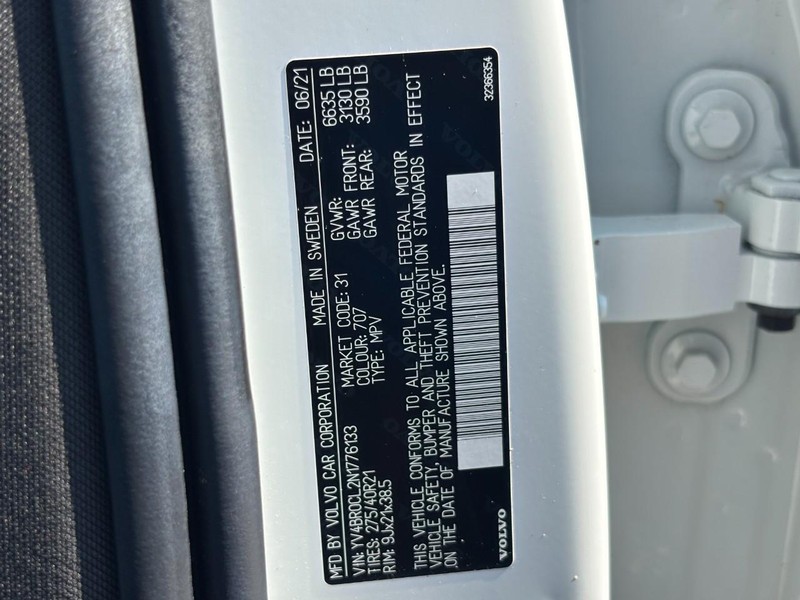 MFD BY VOLVO CAR CORPORATION MADE IN SWEDEN DATE: 06/21
VIN: YV4BR0CL2N1776133 MARKET CODE: 31 GVWR: 6635 LB
TIRES: 275/40R21 COLOUR: 707 GAWR FRONT: 3130 LB
RIM: 9Jx21x38.5 TYPE: MPV GAWR REAR: 3590 LB
THIS VEHICLE CONFORMS TO ALL APPLICABLE FEDERAL MOTOR
VEHICLE SAFETY, BUMPER AND THEFT PREVENTION STANDARDS IN EFFECT
ON THE DATE OF MANUFACTURE SHOWN ABOVE.
VOLVO 32366354